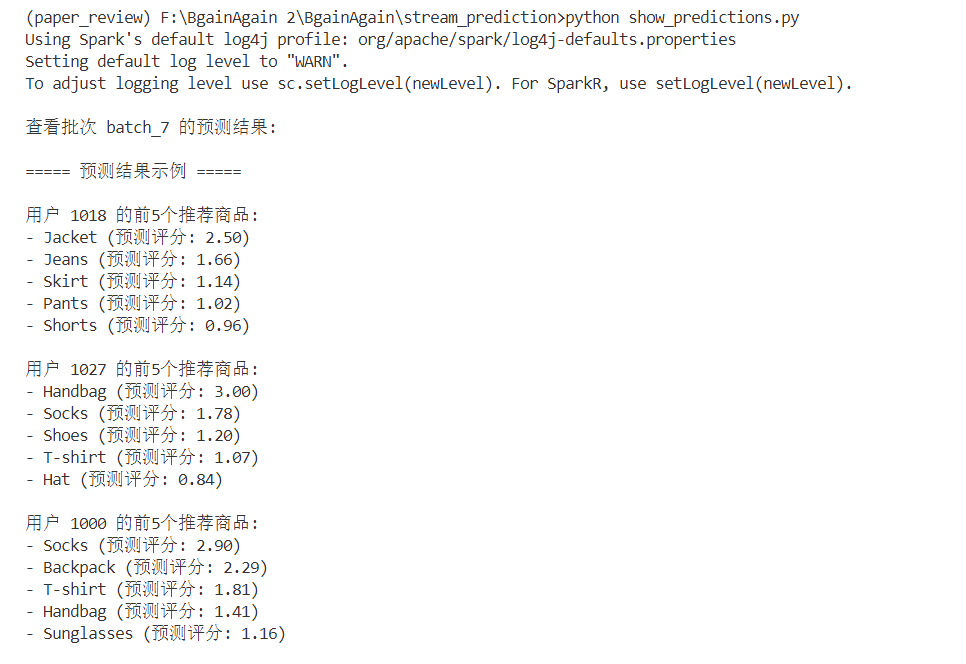 (paper_review) F:\BgainAgain 2\BgainAgain\stream_prediction>python show_predictions.py
Using Spark's default log4j profile: org/apache/spark/log4j-defaults.properties
Setting default log level to "WARN".
To adjust logging level use sc.setLogLevel(newLevel). For SparkR, use setLogLevel(newLevel).
查看批次 batch_7 的预测结果:
===== 预测结果示例 =====
用户 1018 的前5个推荐商品:
- Jacket (预测评分: 2.50)
- Jeans (预测评分: 1.66)
- Skirt (预测评分: 1.14)
- Pants (预测评分: 1.02)
- Shorts (预测评分: 0.96)
用户 1027 的前5个推荐商品:
- Handbag (预测评分: 3.00)
- Socks (预测评分: 1.78)
- Shoes (预测评分: 1.20)
- T-shirt (预测评分: 1.07)
- Hat (预测评分: 0.84)
用户 1000 的前5个推荐商品:
- Socks (预测评分: 2.90)
- Backpack (预测评分: 2.29)
- T-shirt (预测评分: 1.81)
- Handbag (预测评分: 1.41)
- Sunglasses (预测评分: 1.16)